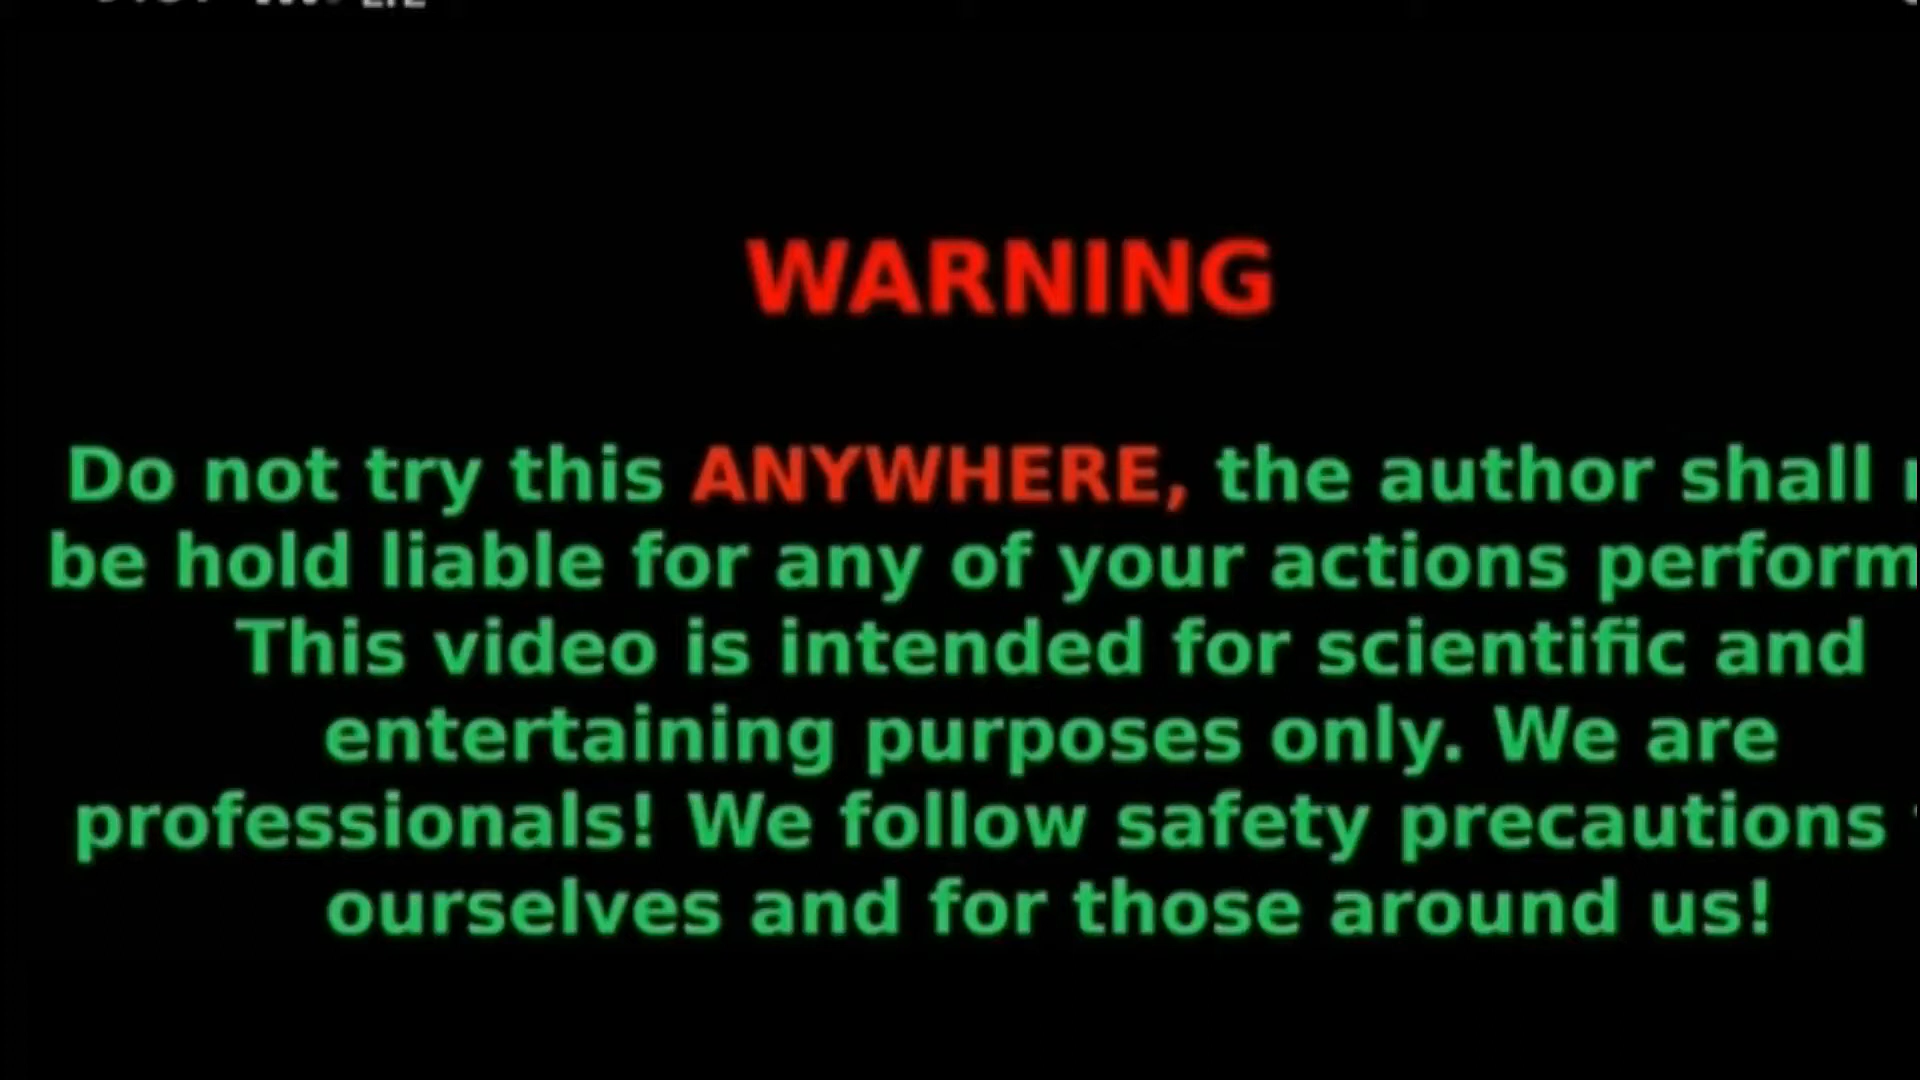 WARNING
Do not try this ANYWHERE, the author shall
be hold liable for any of your actions perform
This video is intended for scientific and
entertaining purposes only. We are
professionals! We follow safety precautions
ourselves and for those around us!